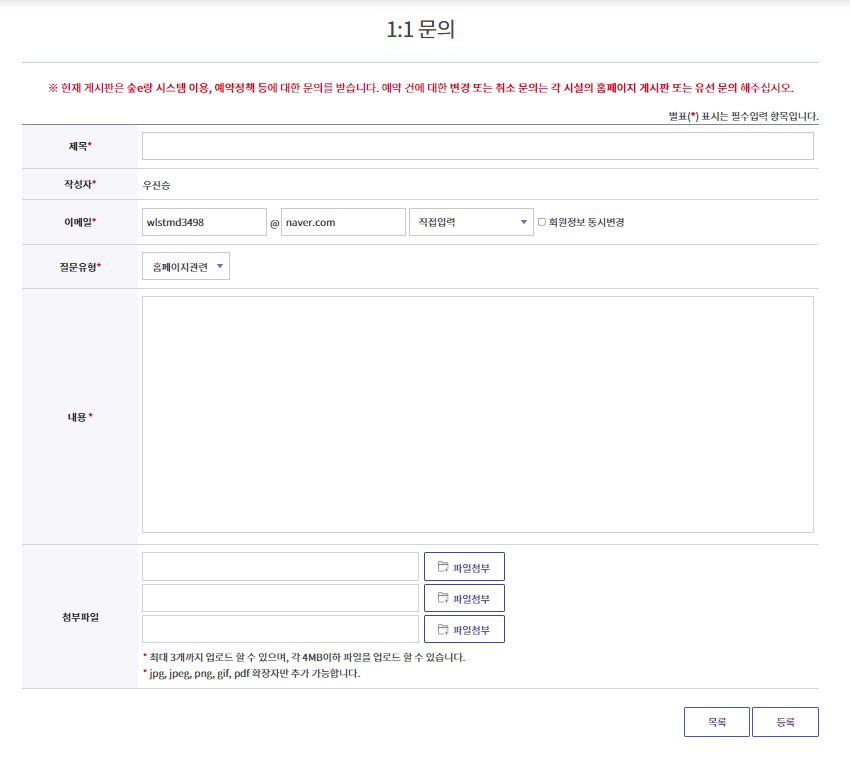 1:1 문의
※ 현재 게시판은 숲e랑 시스템 이용, 예약정책 등에 대한 문의를 받습니다. 예약 건에 대한 변경 또는 취소 문의는 각 시설의 홈페이지 게시판 또는 유선 문의 해주십시오.
별표(*) 표시는 필수입력 항목입니다.
제목*
작성자* 우진승
이메일* wlstmd3498 @ naver.com 직접입력 회원정보 동시변경
질문유형* 홈페이지관련
내용 *
파일첨부
파일첨부
첨부파일
파일첨부
* 최대 3개까지 업로드 할 수 있으며, 각 4MB이하 파일을 업로드 할 수 있습니다.
* jpg, jpeg, png, gif, pdf 확장자만 추가 가능합니다.
목록 등록